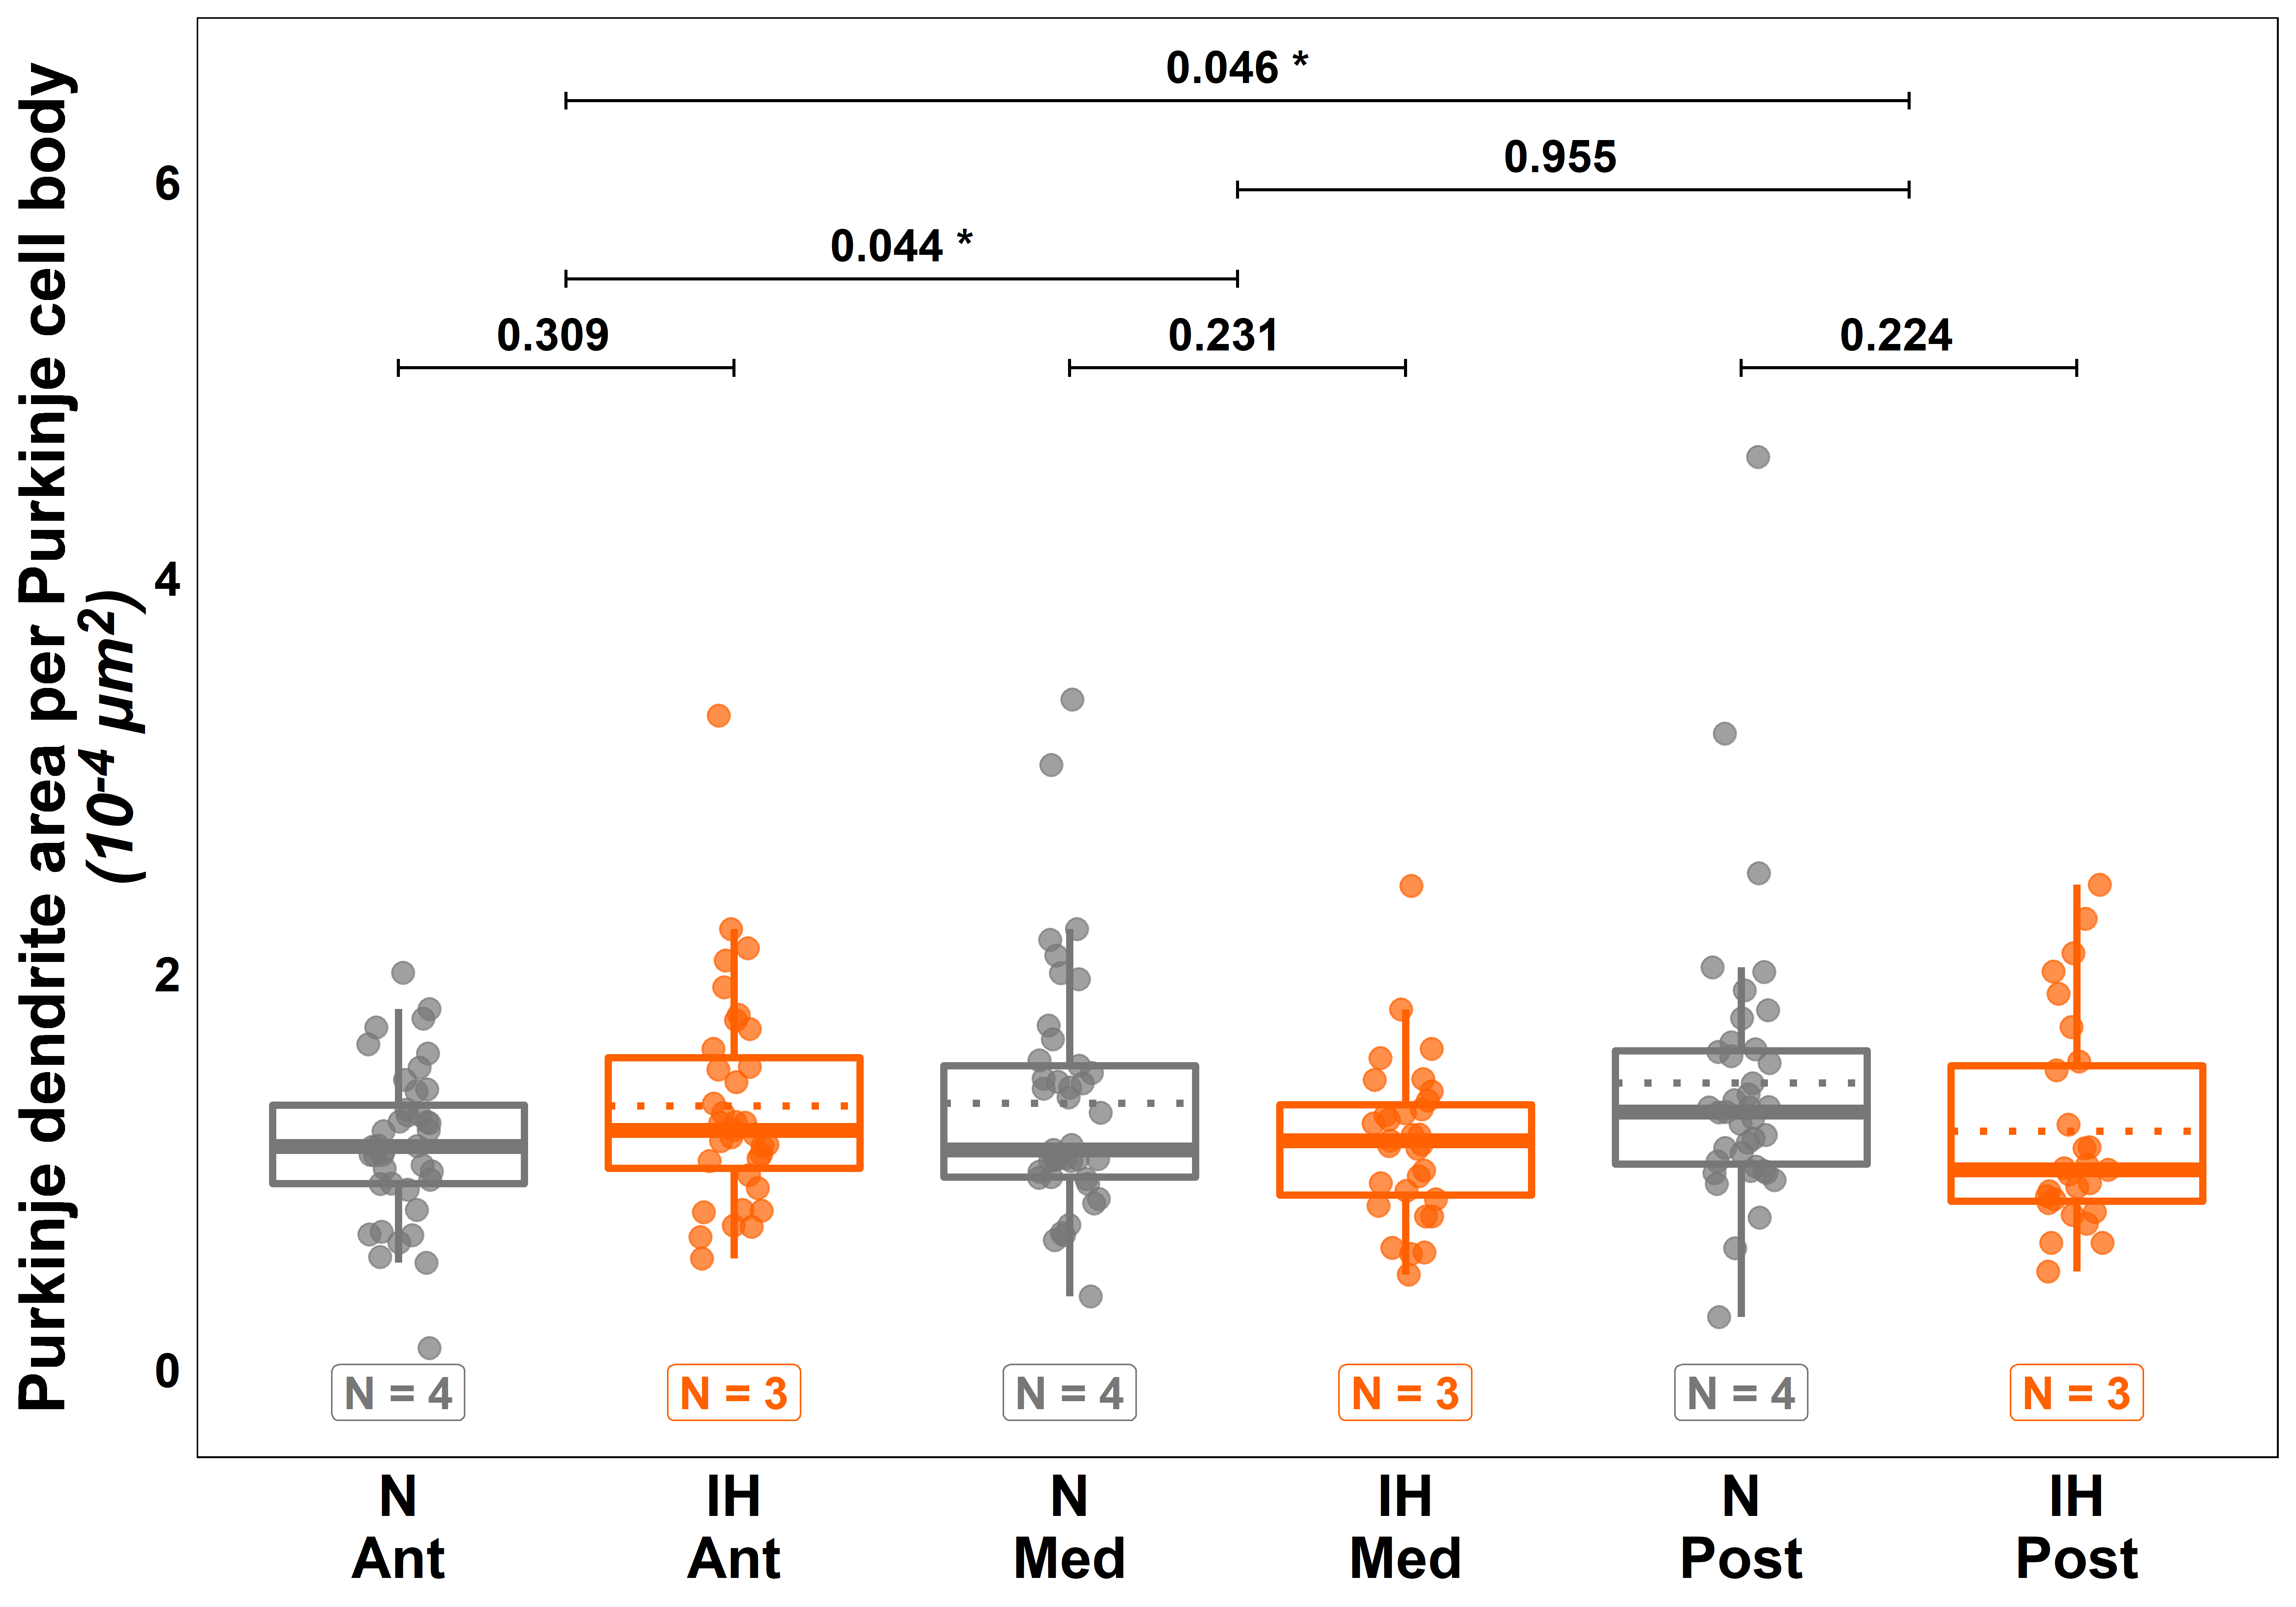 Purkinje dendrite area per Purkinje cell body
(10⁻⁴ µm²)
6
4
2
0
0.046 *
0.955
0.044 *
0.309
0.231
0.224
N = 4
N = 3
N = 4
N = 3
N = 4
N = 3
N
Ant
IH
Ant
N
Med
IH
Med
N
Post
IH
Post